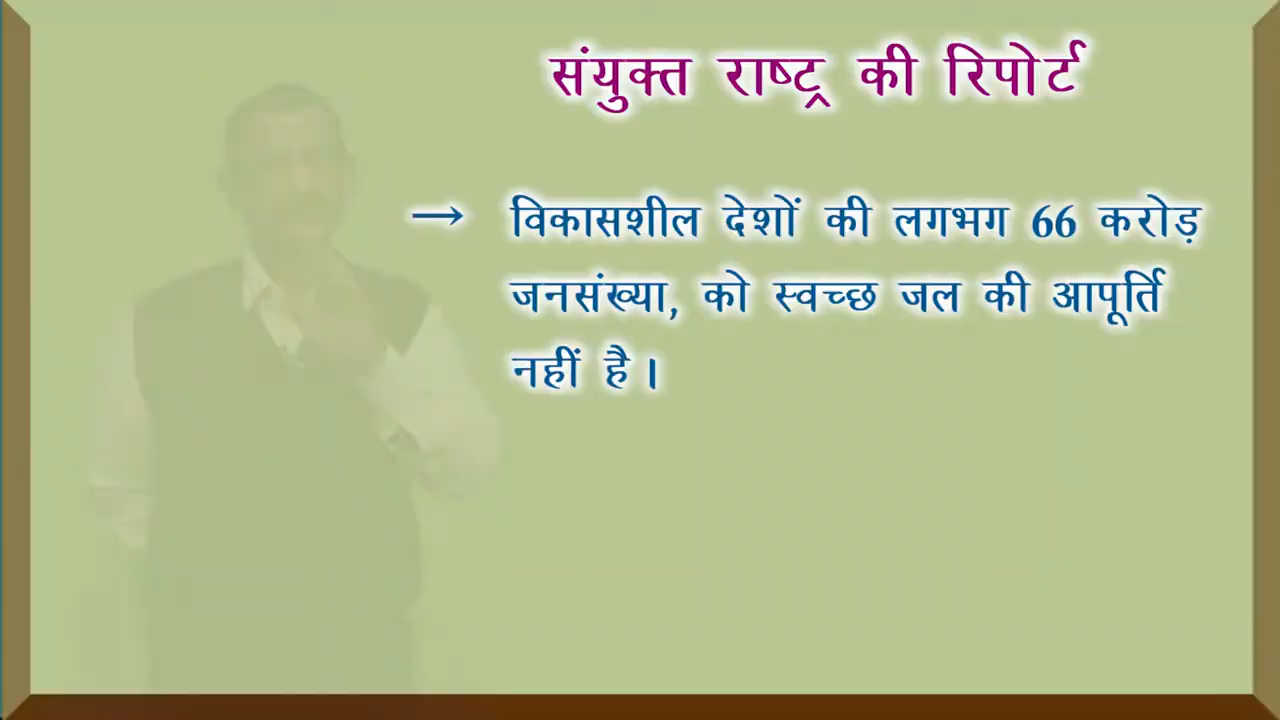 संयुक्त राष्ट्र की रिपोर्ट
→ विकासशील देशों की लगभग 66 करोड़
जनसंख्या, को स्वच्छ जल की आपूर्ति
नहीं है।